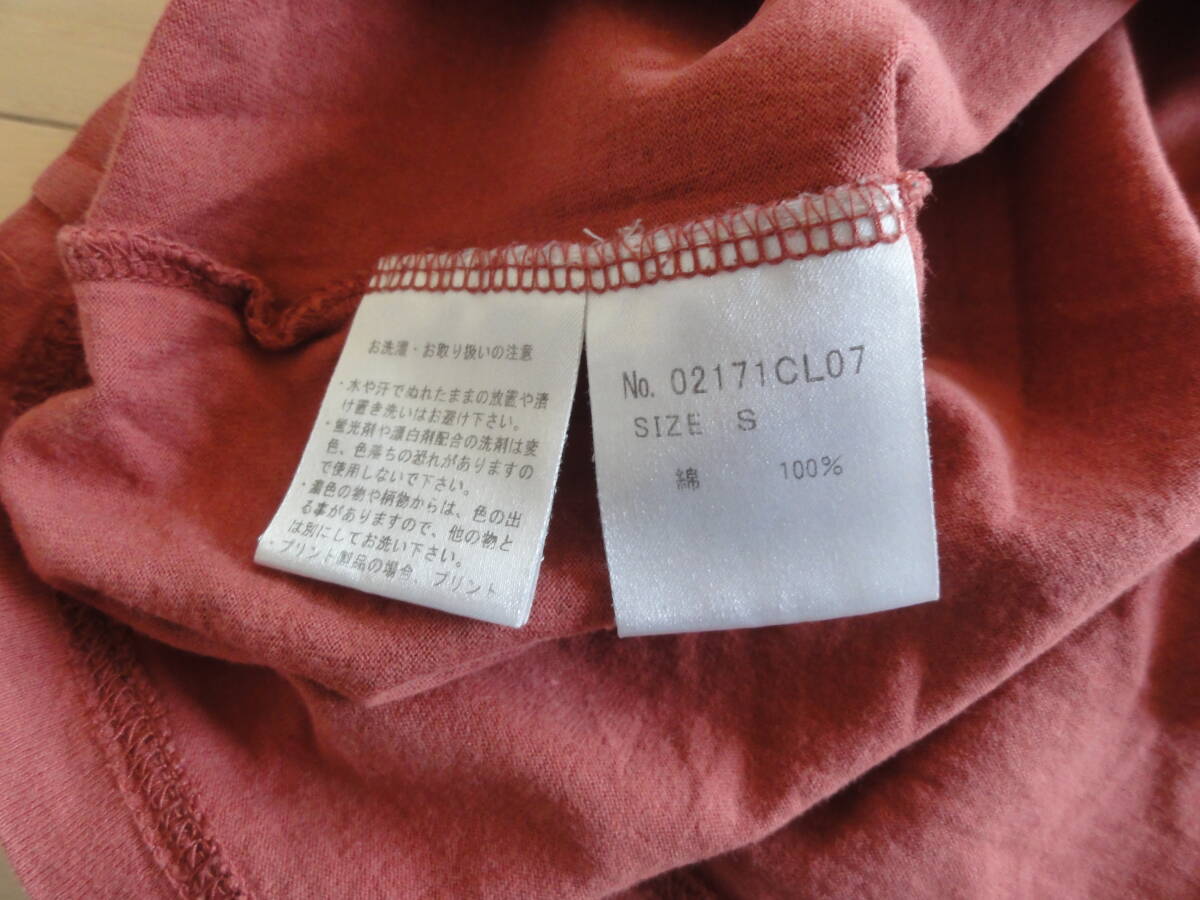 お洗濯・お取り扱いの注意
・水や汗でぬれたままの放置や漬
け置き洗いはお避け下さい。
・蛍光剤や漂白剤配合の洗剤は変
色、色落ちの恐れがありますの
で使用しないで下さい。
・濃色の物や柄物からは、色の出
る事がありますので、他の物と
は別にしてお洗い下さい。
・プリント製品の場合、プリント
No. 02171CL07
SIZE S
綿 100%